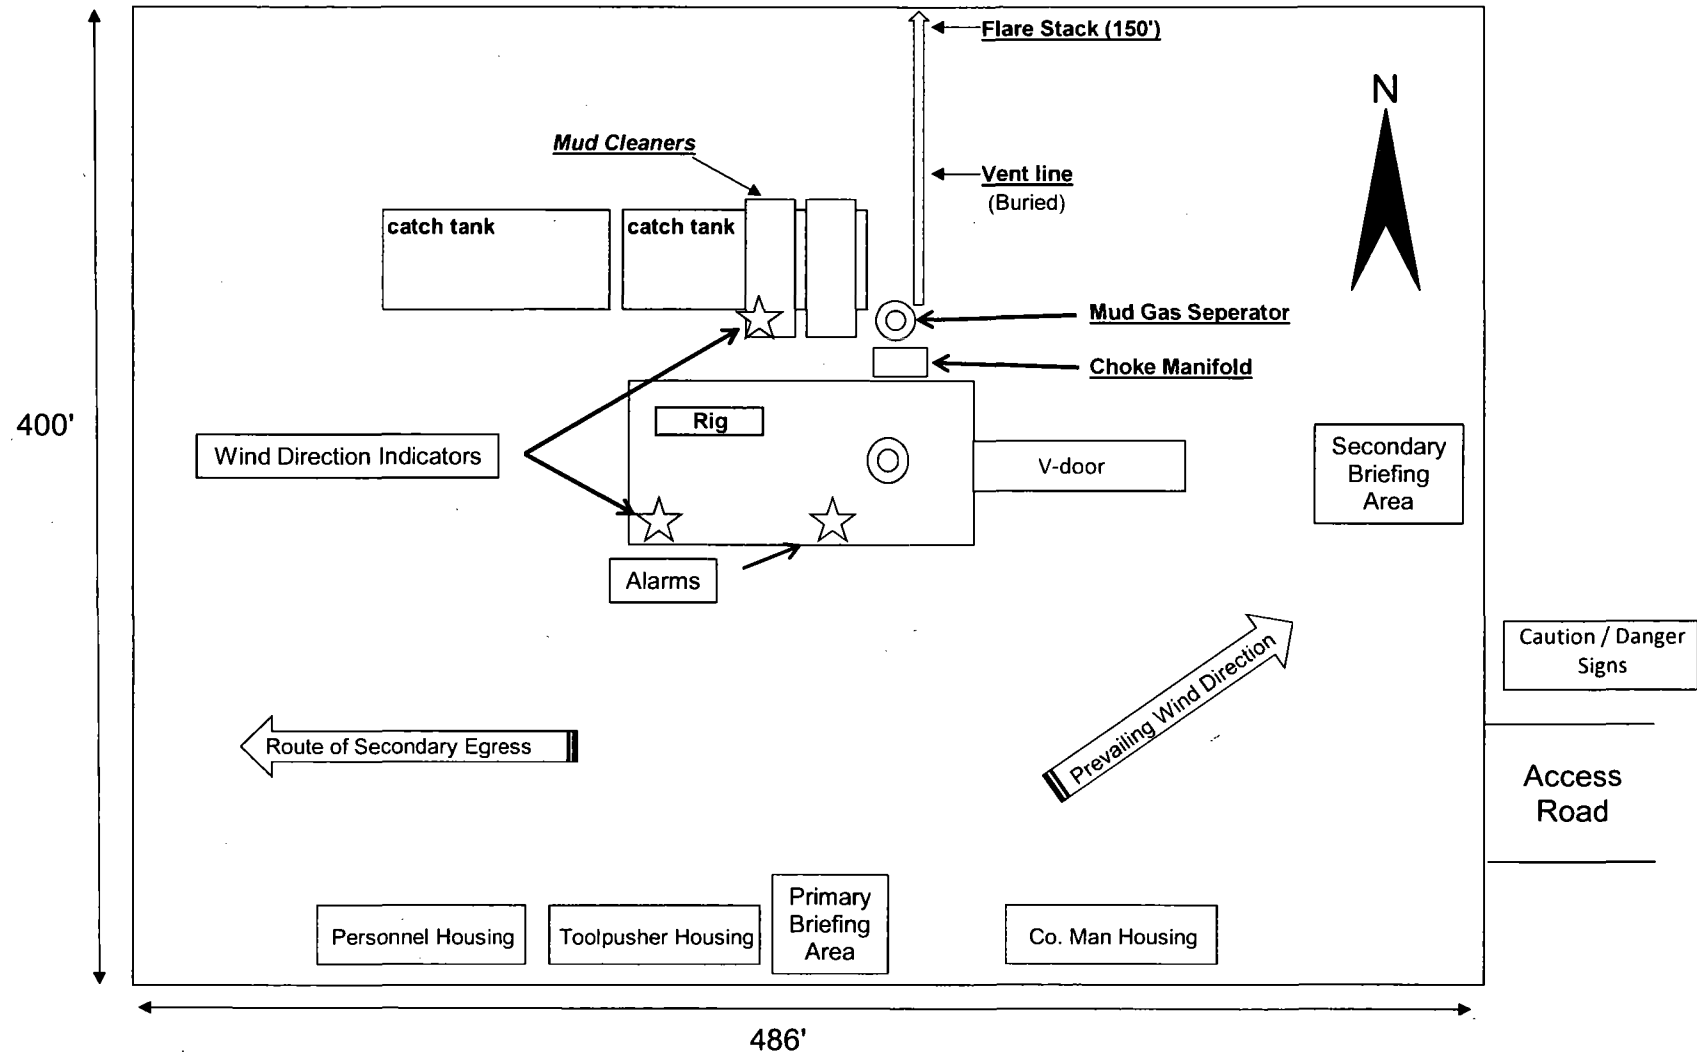 Flare Stack (150')
N
Mud Cleaners
Vent line
(Buried)
catch tank
catch tank
Mud Gas Seperator
Choke Manifold
400'
Rig
Wind Direction Indicators
V-door
Secondary
Briefing
Area
Alarms
Caution / Danger
Signs
Prevailing Wind Direction
Route of Secondary Egress
Access
Road
Primary
Briefing
Area
Personnel Housing
Toolpusher Housing
Co. Man Housing
486'